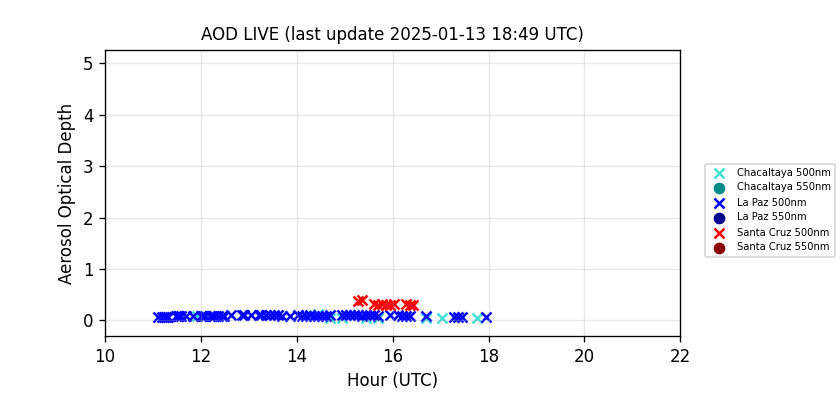 AOD LIVE (last update 2025-01-13 18:49 UTC)
5
4
3
2
1
0
Aerosol Optical Depth
10 12 14 16 18 20 22
Hour (UTC)
Chacaltaya 500nm
Chacaltaya 550nm
La Paz 500nm
La Paz 550nm
Santa Cruz 500nm
Santa Cruz 550nm